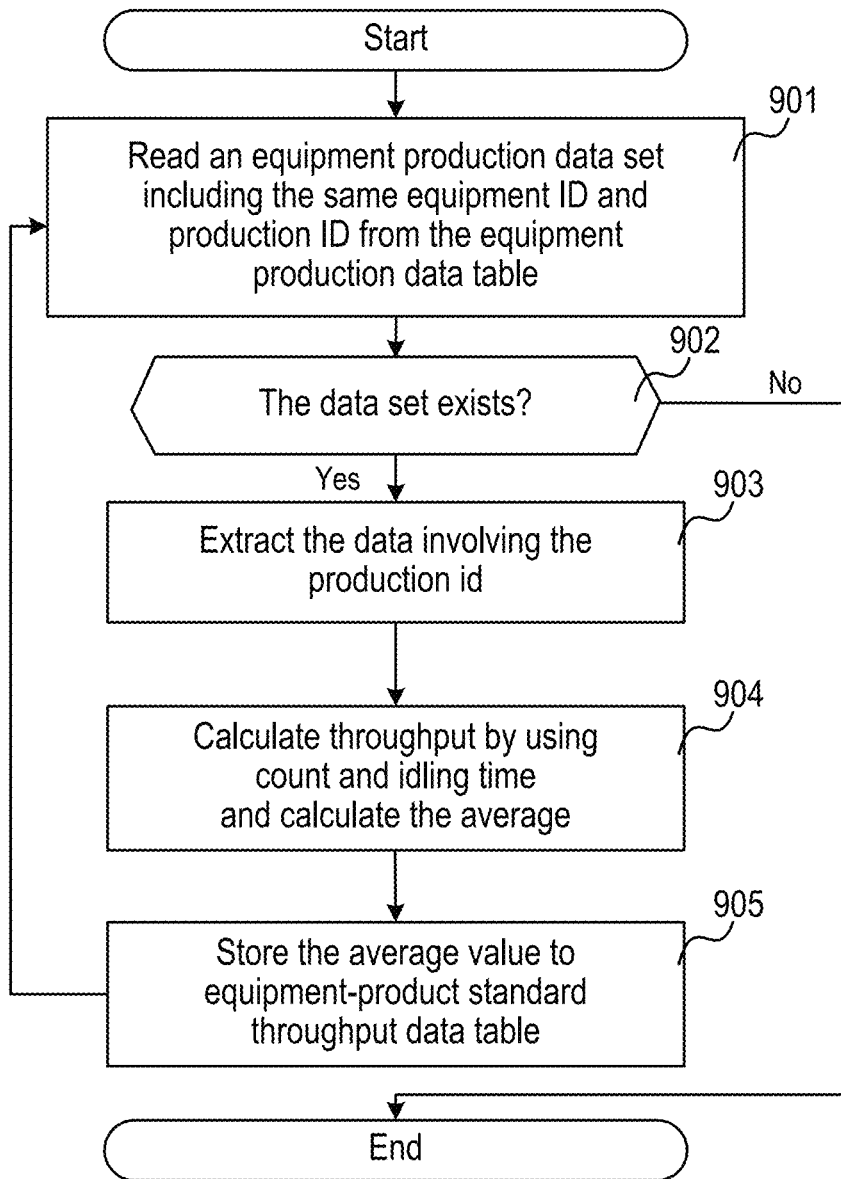 Start
901
Read an equipment production data set
including the same equipment ID and
production ID from the equipment
production data table
902
The data set exists?
No
Yes
903
Extract the data involving the
production id
904
Calculate throughput by using
count and idling time
and calculate the average
905
Store the average value to
equipment-product standard
throughput data table
End